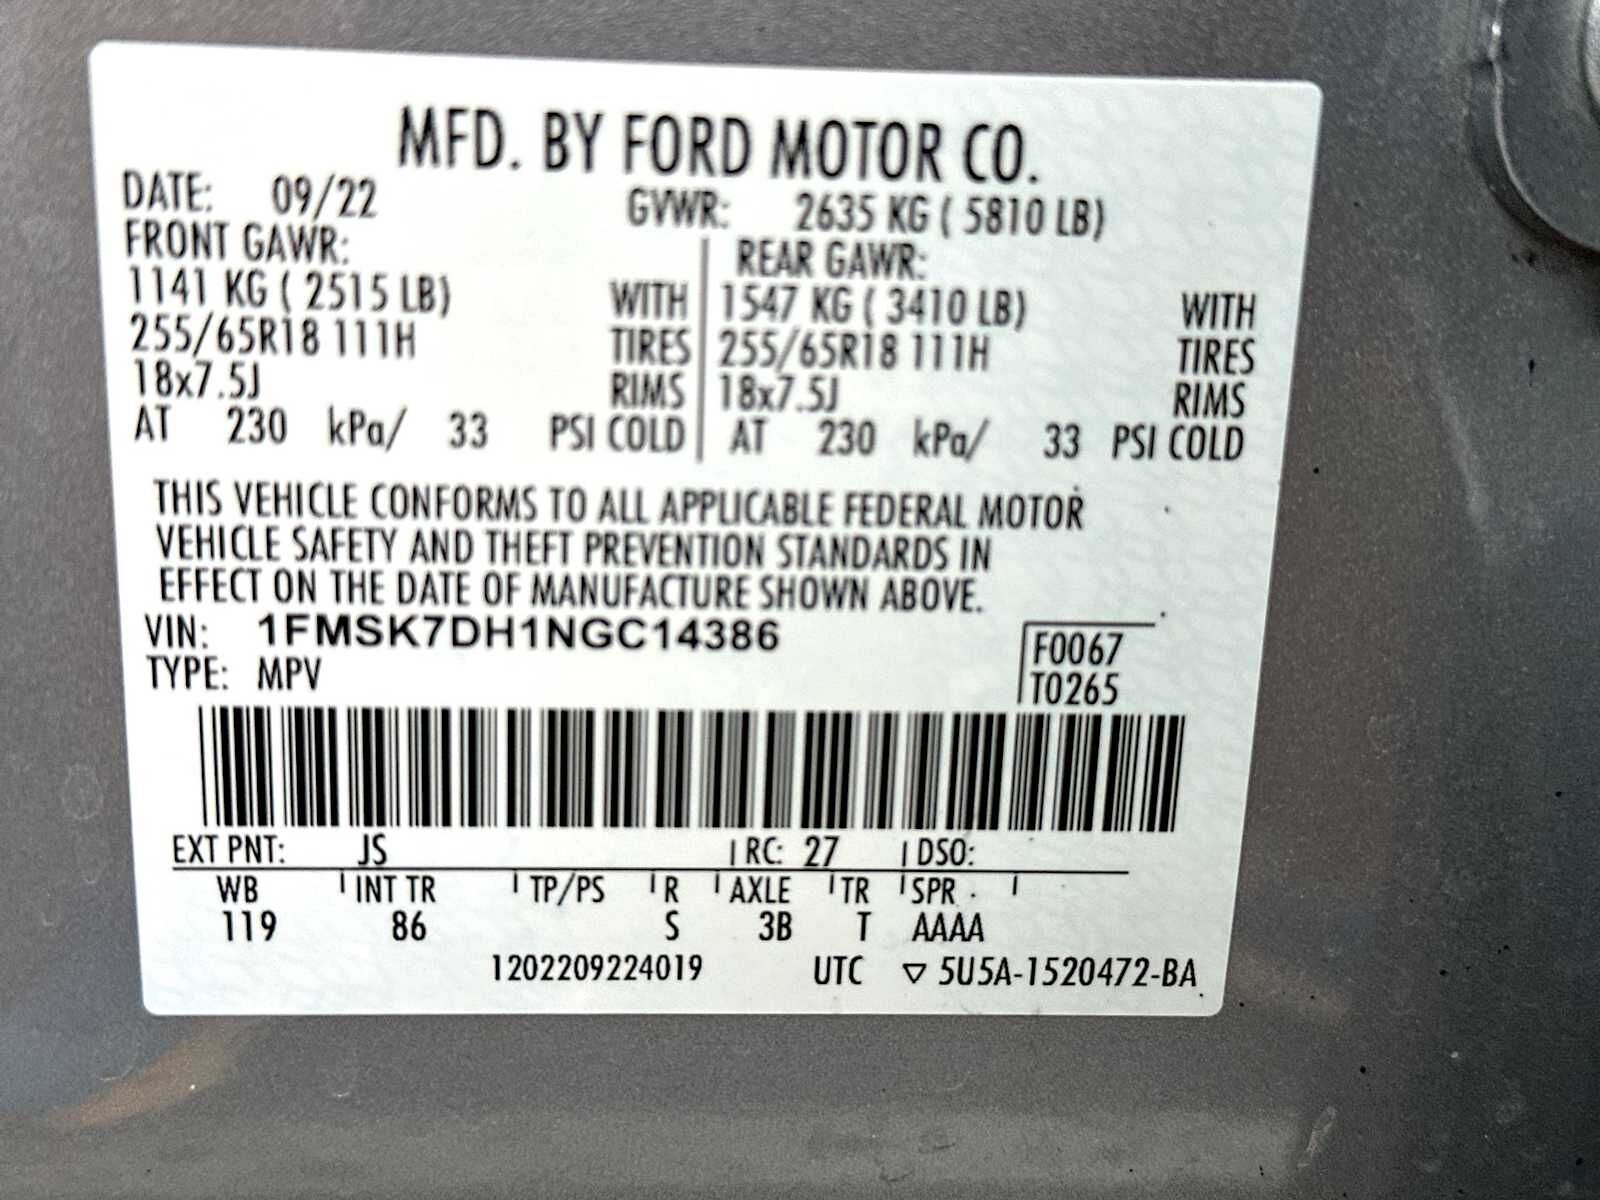 MFD. BY FORD MOTOR CO.
DATE: 09/22 GVWR: 2635 KG ( 5810 LB)
FRONT GAWR: REAR GAWR:
1141 KG ( 2515 LB) WITH 1547 KG ( 3410 LB) WITH
255/65R18 111H TIRES 255/65R18 111H TIRES
18x7.5J RIMS 18x7.5J RIMS
AT 230 kPa/ 33 PSI COLD AT 230 kPa/ 33 PSI COLD
THIS VEHICLE CONFORMS TO ALL APPLICABLE FEDERAL MOTOR
VEHICLE SAFETY AND THEFT PREVENTION STANDARDS IN
EFFECT ON THE DATE OF MANUFACTURE SHOWN ABOVE.
VIN: 1FMSK7DH1NGC14386 F0067
TYPE: MPV T0265
EXT PNT: JS RC: 27 DSO:
WB INT TR TP/PS R AXLE TR SPR
119 86 S 3B T AAAA
1202209224019 UTC ▽ 5U5A-1520472-BA